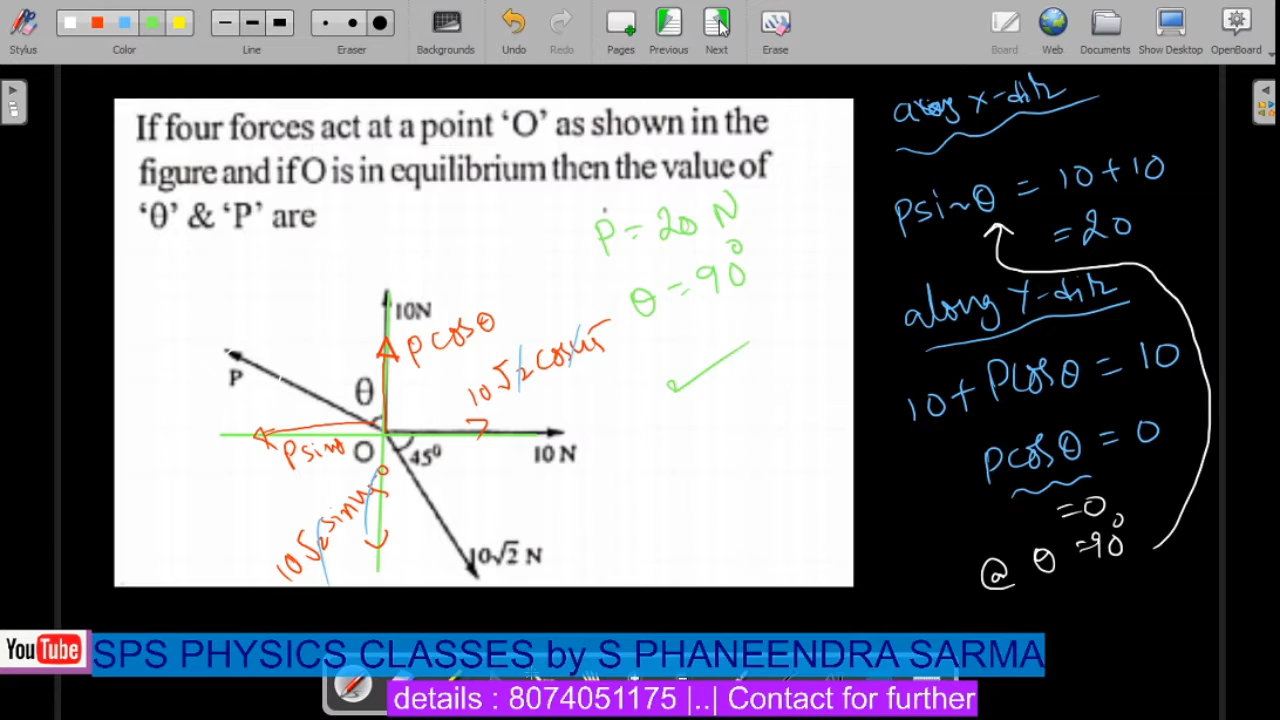 Stylus Color Line Eraser Backgrounds Undo Redo Pages Previous Next Erase Board Web Documents Show Desktop OpenBoard
If four forces act at a point ‘O’ as shown in the
figure and if O is in equilibrium then the value of
‘θ’ & ‘P’ are
P = 20 N
θ = 90°
10N
P cosθ
10√2 cos45
P
θ
P sinθ
O
45°
10 N
10√2 sin45°
10√2 N
along x-dir
Psinθ = 10+10
= 20
along Y-dir
10+ Pcosθ = 10
Pcosθ = 0
=0
@ θ =90°
YouTube
SPS PHYSICS CLASSES by S PHANEENDRA SARMA
details : 8074051175 |..| Contact for further